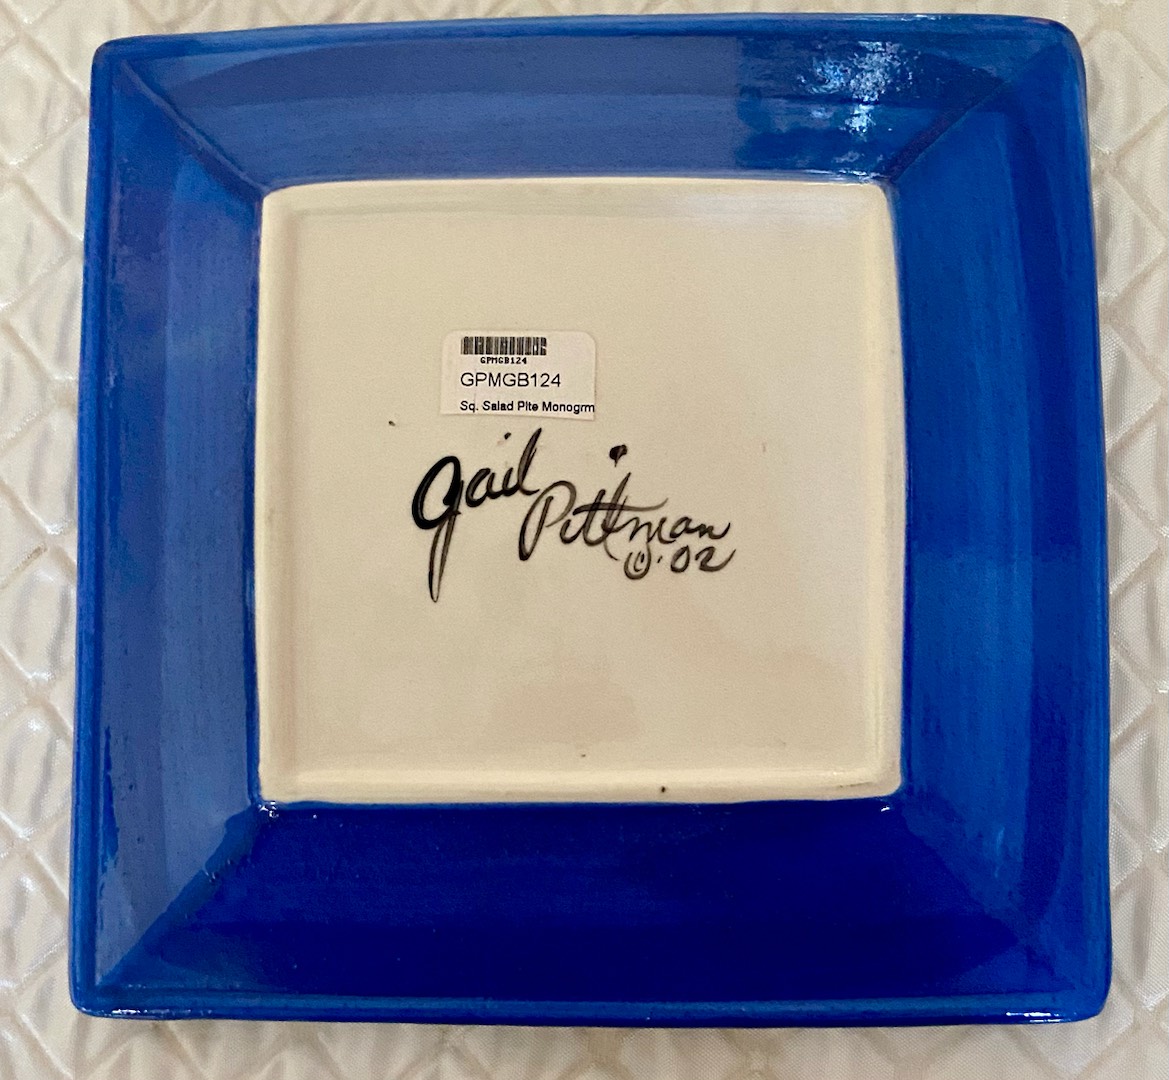 GPMGB124
GPMGB124
Sq. Salad Plte Monogrm
Gail
Pittman
©.02